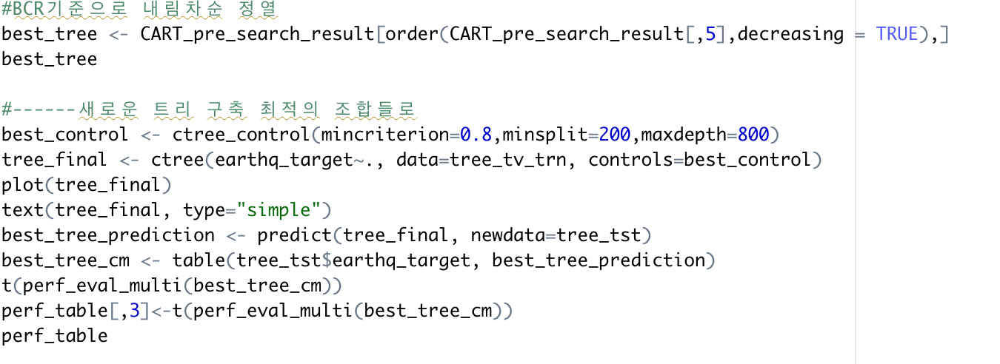 #BCR기준으로 내림차순 정열
best_tree <- CART_pre_search_result[order(CART_pre_search_result[,5],decreasing = TRUE),]
best_tree
#------새로운 트리 구축 최적의 조합들로
best_control <- ctree_control(mincriterion=0.8,minsplit=200,maxdepth=800)
tree_final <- ctree(earthq_target~., data=tree_tv_trn, controls=best_control)
plot(tree_final)
text(tree_final, type="simple")
best_tree_prediction <- predict(tree_final, newdata=tree_tst)
best_tree_cm <- table(tree_tst$earthq_target, best_tree_prediction)
t(perf_eval_multi(best_tree_cm))
perf_table[,3]<-t(perf_eval_multi(best_tree_cm))
perf_table